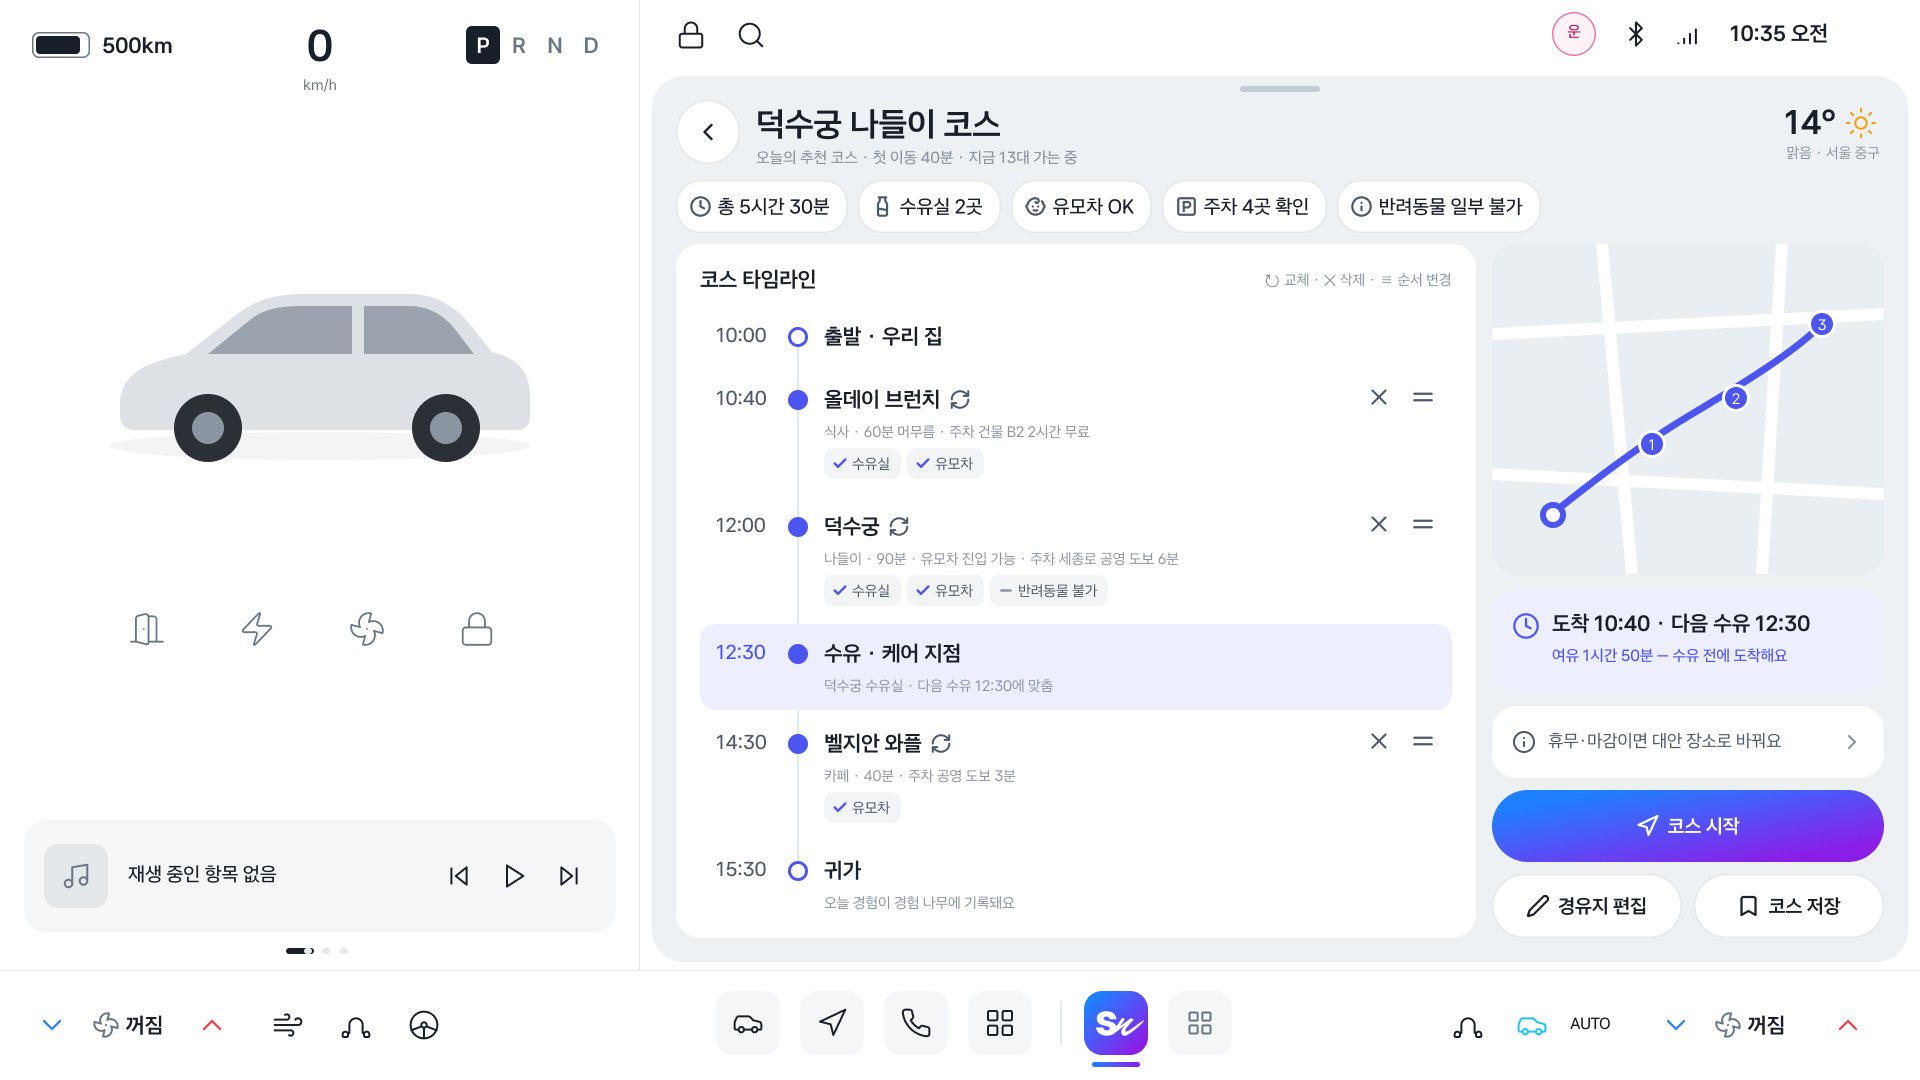 500km
0
km/h
P R N D
운
10:35 오전
덕수궁 나들이 코스
오늘의 추천 코스 · 첫 이동 40분 · 지금 13대 가는 중
14°
맑음 · 서울 중구
총 5시간 30분
수유실 2곳
유모차 OK
주차 4곳 확인
반려동물 일부 불가
코스 타임라인
교체 · 삭제 · 순서 변경
10:00 출발 · 우리 집
10:40 올데이 브런치
식사 · 60분 머무름 · 주차 건물 B2 2시간 무료
수유실 유모차
12:00 덕수궁
나들이 · 90분 · 유모차 진입 가능 · 주차 세종로 공영 도보 6분
수유실 유모차 반려동물 불가
12:30 수유 · 케어 지점
덕수궁 수유실 · 다음 수유 12:30에 맞춤
14:30 벨지안 와플
카페 · 40분 · 주차 공영 도보 3분
유모차
15:30 귀가
오늘 경험이 경험 나무에 기록돼요
3
2
1
도착 10:40 · 다음 수유 12:30
여유 1시간 50분 — 수유 전에 도착해요
휴무·마감이면 대안 장소로 바꿔요
코스 시작
경유지 편집
코스 저장
재생 중인 항목 없음
꺼짐
Su
AUTO
꺼짐